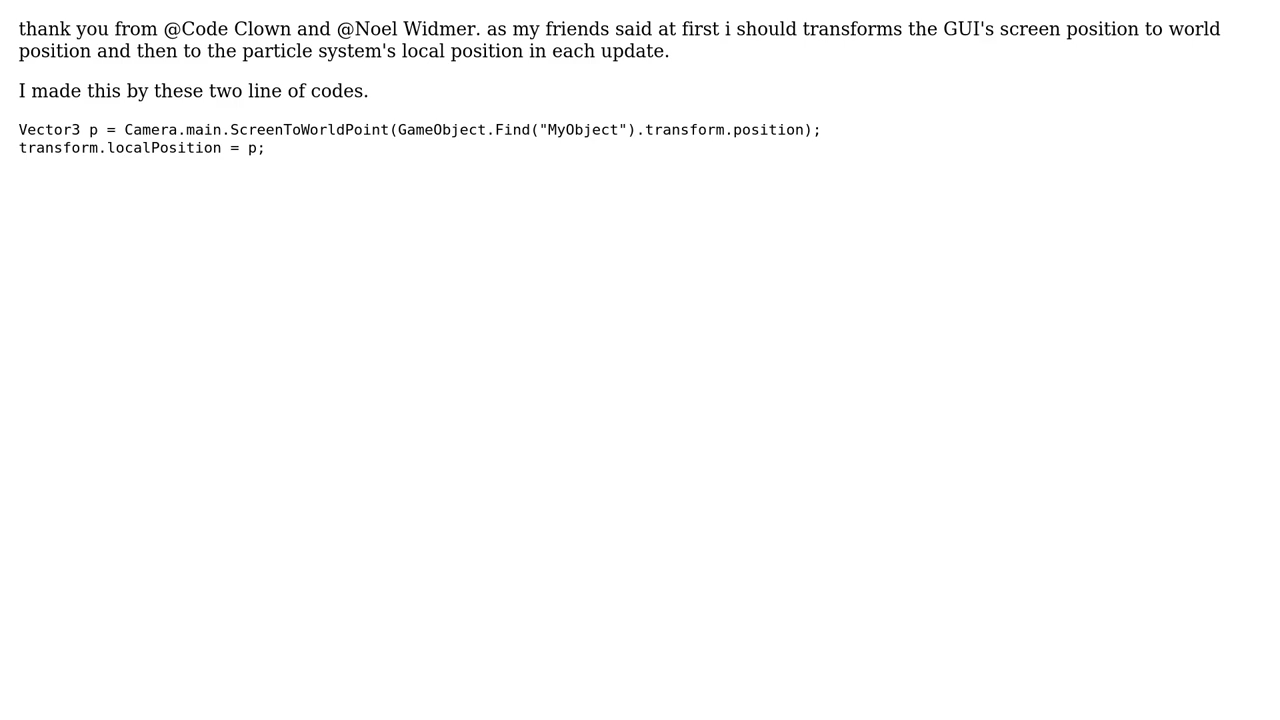 thank you from @Code Clown and @Noel Widmer. as my friends said at first i should transforms the GUI's screen position to world
position and then to the particle system's local position in each update.
I made this by these two line of codes.
Vector3 p = Camera.main.ScreenToWorldPoint(GameObject.Find("MyObject").transform.position);
transform.localPosition = p;